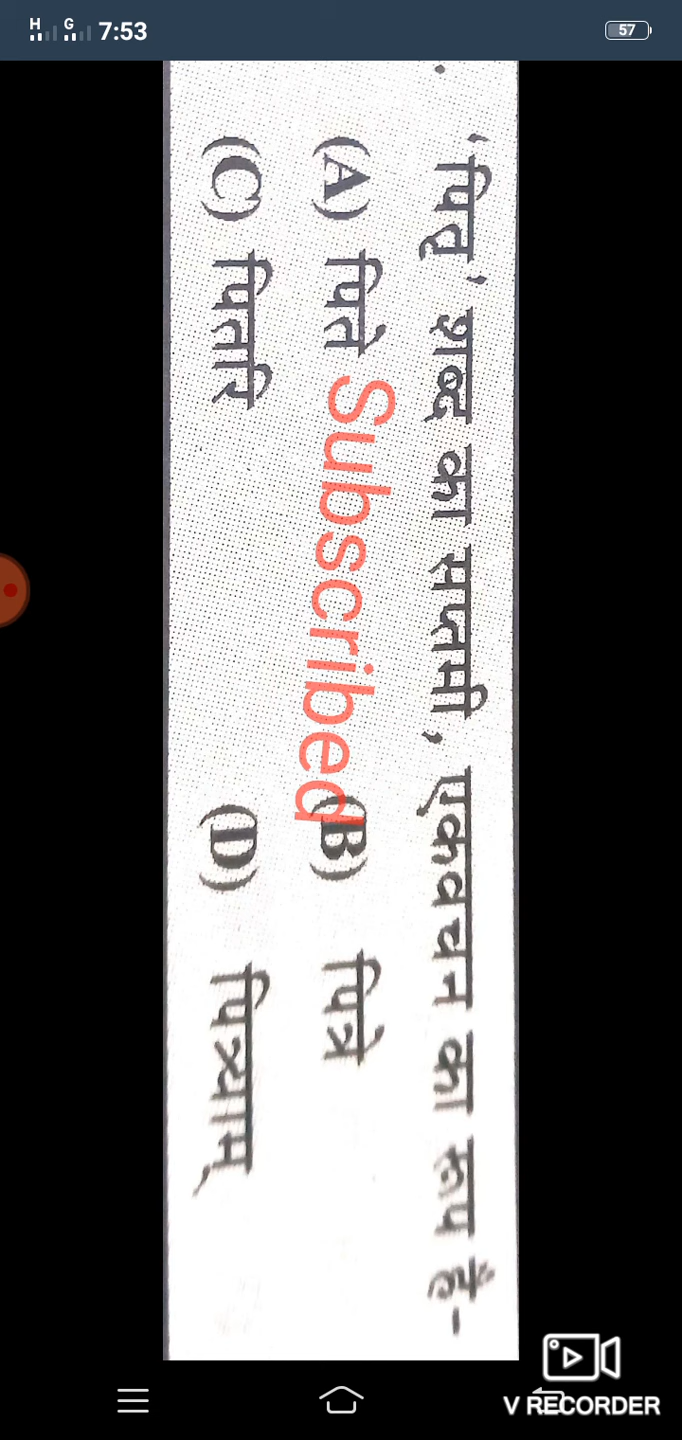 H G 7:53 57
'पितृ' शब्द का सप्तमी, एकवचन का रूप है-
(A) पिते (B) पित्रे
(C) पितरि (D) पित्र्याम्
Subscribed
V RECORDER